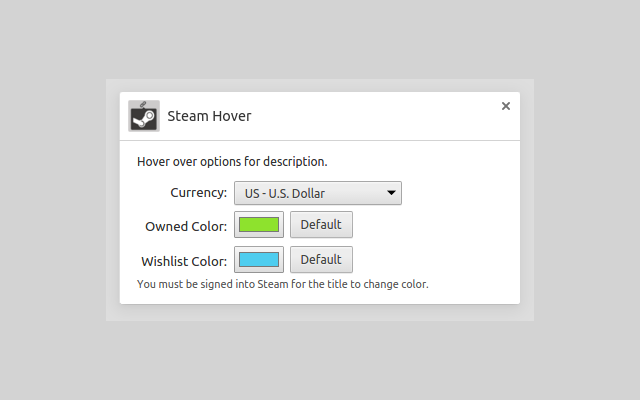 Steam Hover
Hover over options for description.
Currency: US - U.S. Dollar
Owned Color: Default
Wishlist Color: Default
You must be signed into Steam for the title to change color.